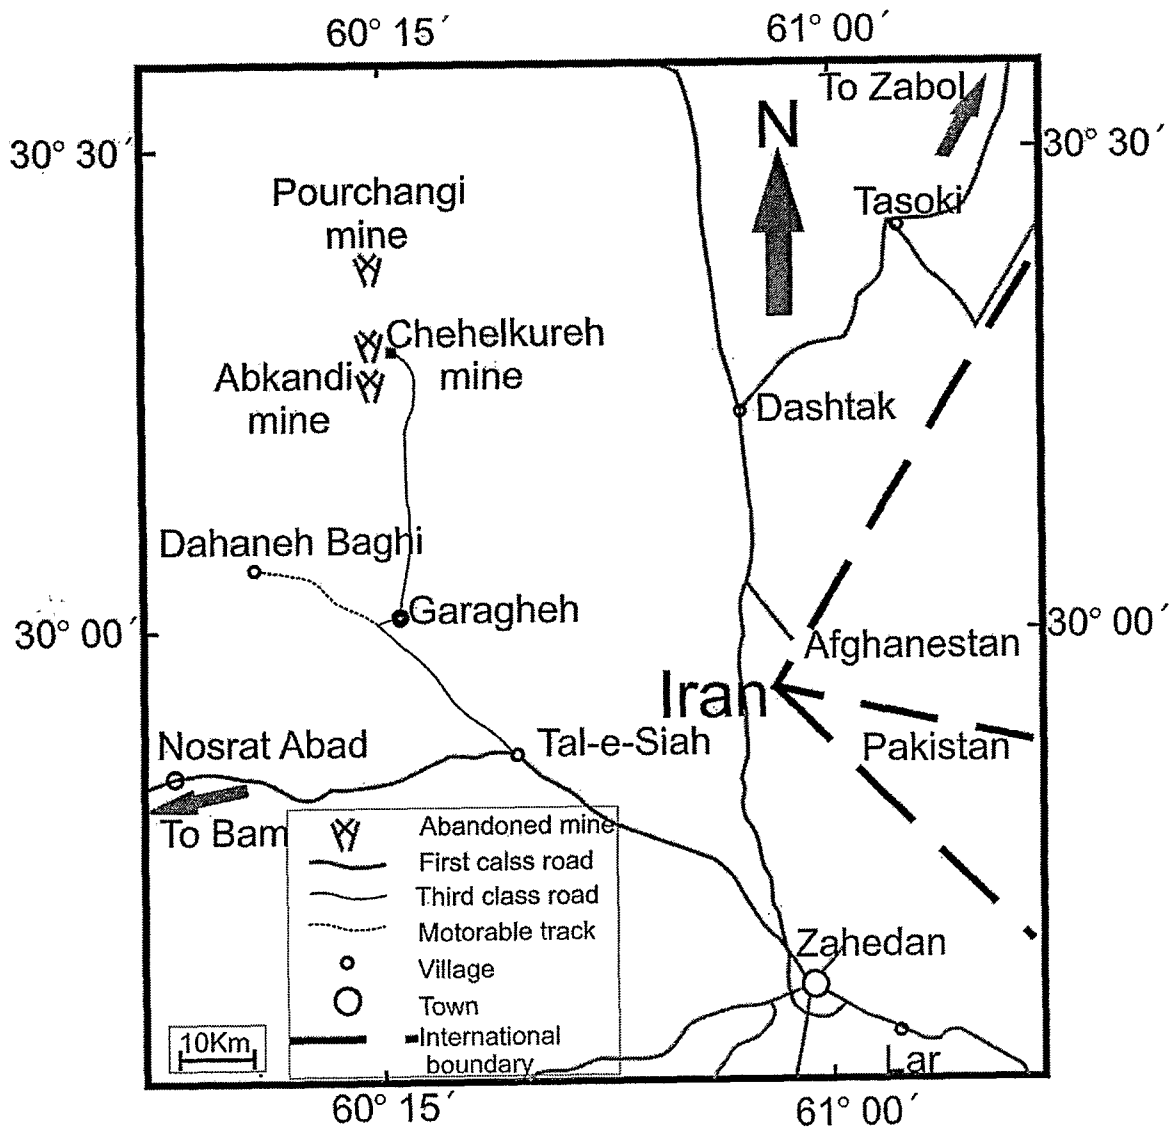 60° 15′
61° 00′
To Zabol
N
30° 30′
30° 30′
Pourchangi
mine
Tasoki
Chehelkureh
mine
Abkandi
mine
Dashtak
Dahaneh Baghi
Garagheh
30° 00′
30° 00′
Afghanestan
Iran
Nosrat Abad
Tal-e-Siah
Pakistan
To Bam
Abandoned mine
First calss road
Third class road
Motorable track
Village
Town
International
boundary
Zahedan
10Km
Lar
60° 15′
61° 00′